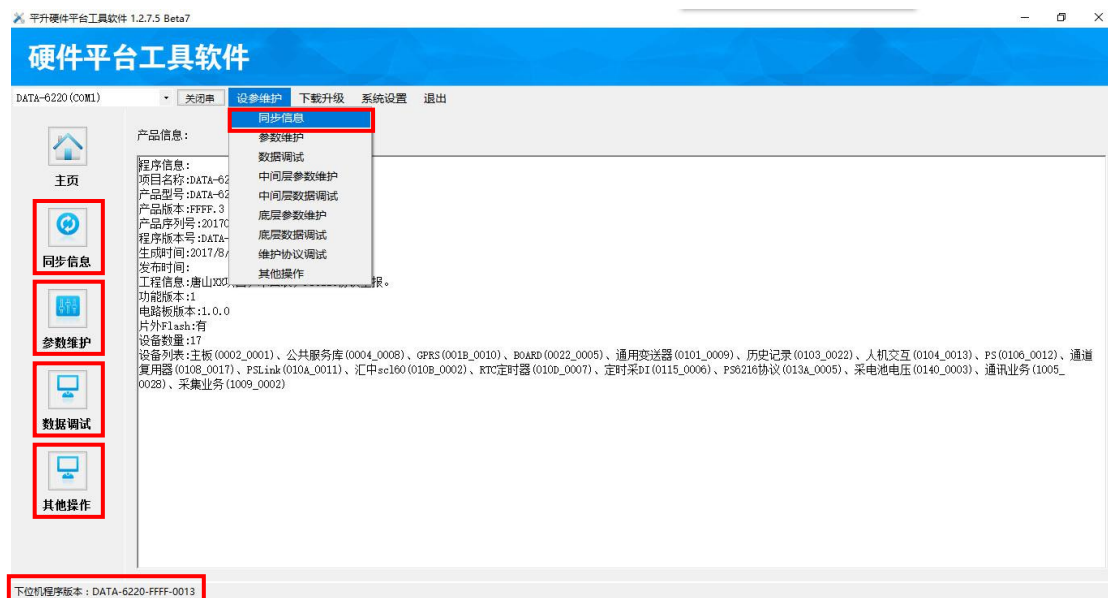 平升硬件平台工具软件 1.2.7.5 Beta7
硬件平台工具软件
DATA-6220(COM1) 关闭串 设参维护 下载升级 系统设置 退出
同步信息
参数维护
数据调试
中间层参数维护
中间层数据调试
底层参数维护
底层数据调试
维护协议调试
其他操作
主页
同步信息
参数维护
数据调试
其他操作
产品信息:
程序信息:
项目名称:DATA-62
产品型号:DATA-62
产品版本:FFFF.3
产品序列号:2017
程序版本号:DATA-
生成时间:2017/8/
发布时间:
工程信息:唐山XX 报。
功能版本:1
电路板版本:1.0.0
片外Flash:有
设备数量:17
设备列表:主板(0002_0001)、公共服务库(0004_0008)、GPRS(001B_0010)、BOARD(0022_0005)、通用变送器(0101_0009)、历史记录(0103_0022)、人机交互(0104_0013)、PS(0106_0012)、通道
复用器(0108_0017)、PSLink(010A_0011)、汇中scl60(010B_0002)、RTC定时器(010D_0007)、定时采DI(0115_0006)、PS6216协议(013A_0005)、采电池电压(0140_0003)、通讯业务(1005_
0028)、采集业务(1009_0002)
下位机程序版本：DATA-6220-FFFF-0013